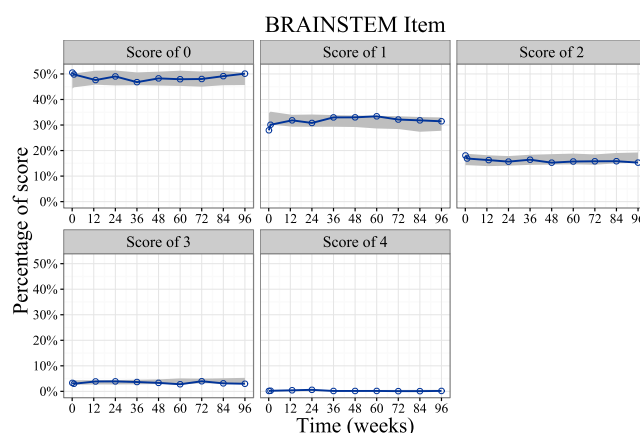 BRAINSTEM Item
Score of 0 Score of 1 Score of 2
50%
40%
30%
20%
10%
0%
0 12 24 36 48 60 72 84 96 0 12 24 36 48 60 72 84 96 0 12 24 36 48 60 72 84 96
Percentage of score
Score of 3 Score of 4
50%
40%
30%
20%
10%
0%
0 12 24 36 48 60 72 84 96 0 12 24 36 48 60 72 84 96
Time (weeks)